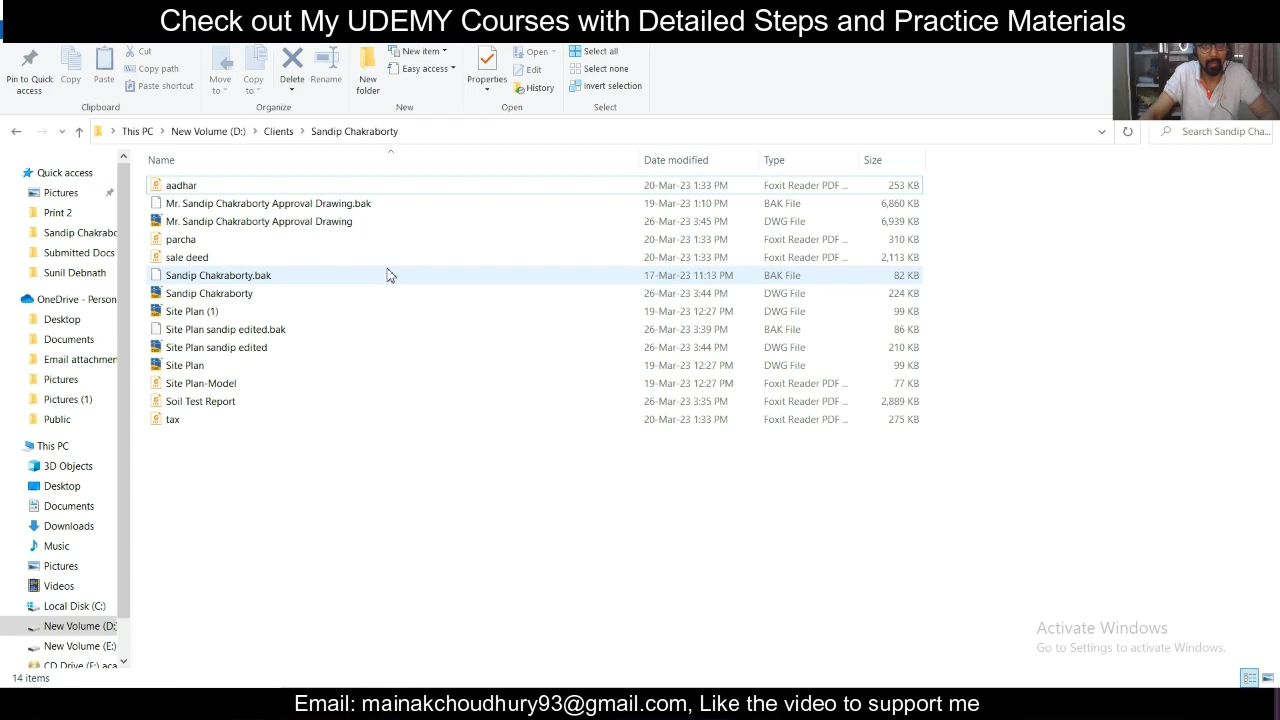 Check out My UDEMY Courses with Detailed Steps and Practice Materials
Pin to Quick access
Copy
Paste
Cut
Copy path
Paste shortcut
Clipboard
Move to
Copy to
Delete
Rename
Organize
New folder
New item
Easy access
New
Properties
Open
Edit
History
Open
Select all
Select none
Invert selection
Select
This PC > New Volume (D:) > Clients > Sandip Chakraborty
Search Sandip Cha...
Name Date modified Type Size
aadhar 20-Mar-23 1:33 PM Foxit Reader PDF ... 253 KB
Mr. Sandip Chakraborty Approval Drawing.bak 19-Mar-23 1:10 PM BAK File 6,860 KB
Mr. Sandip Chakraborty Approval Drawing 26-Mar-23 3:45 PM DWG File 6,939 KB
parcha 20-Mar-23 1:33 PM Foxit Reader PDF ... 310 KB
sale deed 20-Mar-23 1:33 PM Foxit Reader PDF ... 2,113 KB
Sandip Chakraborty.bak 17-Mar-23 11:13 PM BAK File 82 KB
Sandip Chakraborty 26-Mar-23 3:44 PM DWG File 224 KB
Site Plan (1) 19-Mar-23 12:27 PM DWG File 99 KB
Site Plan sandip edited.bak 26-Mar-23 3:39 PM BAK File 86 KB
Site Plan sandip edited 26-Mar-23 3:44 PM DWG File 210 KB
Site Plan 19-Mar-23 12:27 PM DWG File 99 KB
Site Plan-Model 19-Mar-23 12:27 PM Foxit Reader PDF ... 77 KB
Soil Test Report 26-Mar-23 3:35 PM Foxit Reader PDF ... 2,889 KB
tax 20-Mar-23 1:33 PM Foxit Reader PDF ... 275 KB
Quick access
Pictures
Print 2
Sandip Chakrabo
Submitted Docs
Sunil Debnath
OneDrive - Person
Desktop
Documents
Email attachmen
Pictures
Pictures (1)
Public
This PC
3D Objects
Desktop
Documents
Downloads
Music
Pictures
Videos
Local Disk (C:)
New Volume (D:
New Volume (E:)
CD Drive (F:) aca
14 items
Activate Windows
Go to Settings to activate Windows.
Email: mainakchoudhury93@gmail.com, Like the video to support me